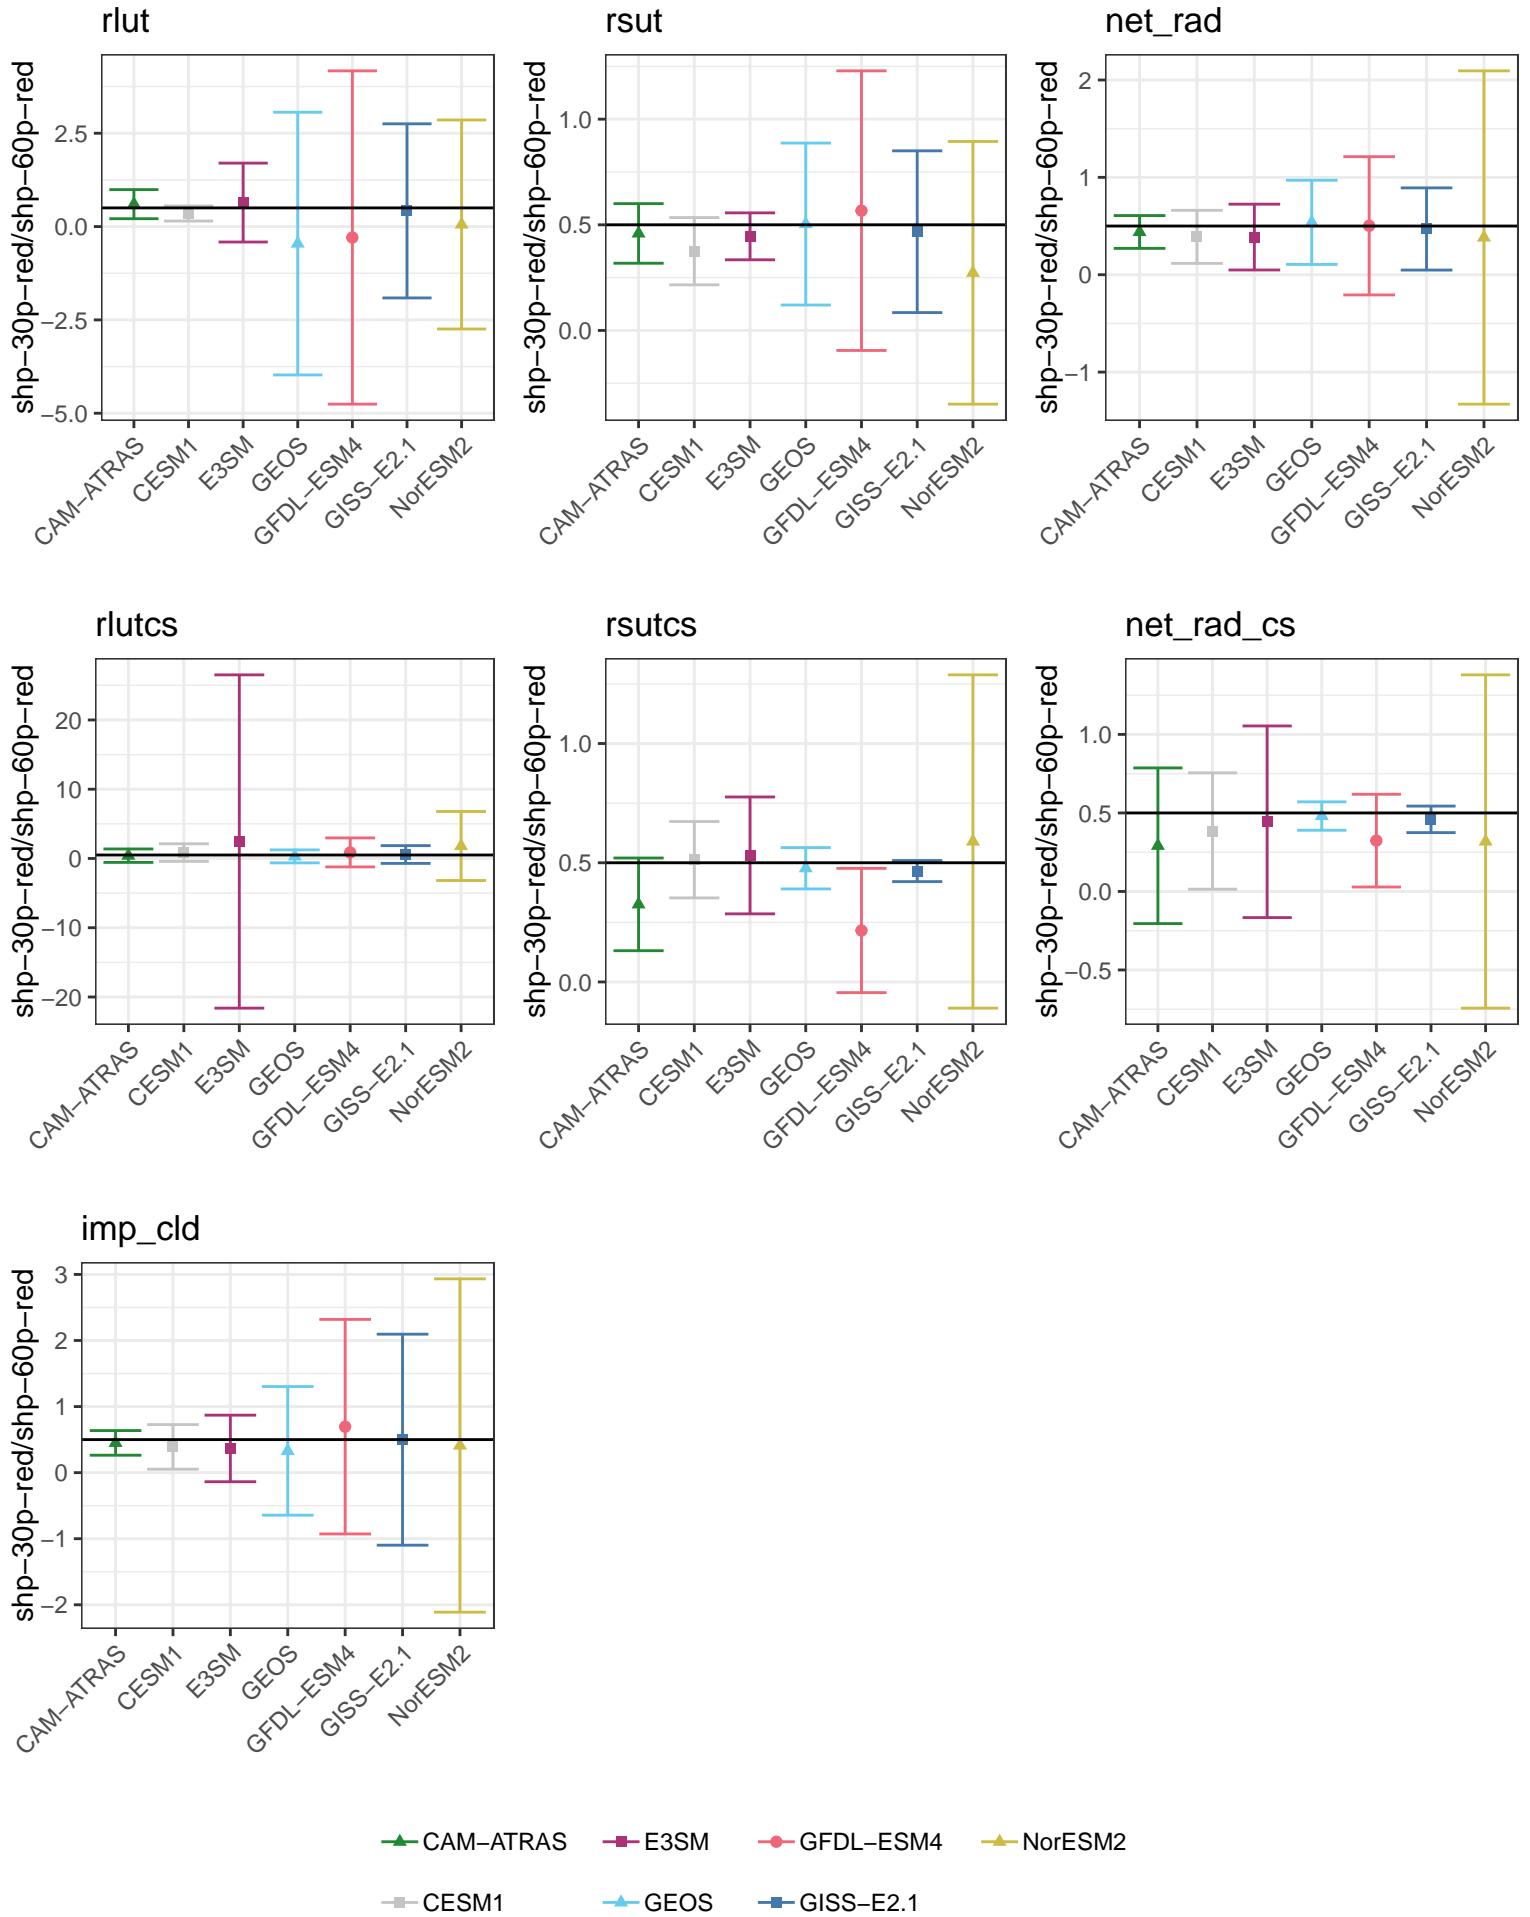 rlut
rsut
net_rad
shp−30p−red/shp−60p−red
2.5
0.0
−2.5
−5.0
CAM−ATRAS
CESM1
E3SM
GEOS
GFDL−ESM4
GISS−E2.1
NorESM2
shp−30p−red/shp−60p−red
1.0
0.5
0.0
CAM−ATRAS
CESM1
E3SM
GEOS
GFDL−ESM4
GISS−E2.1
NorESM2
shp−30p−red/shp−60p−red
2
1
0
−1
CAM−ATRAS
CESM1
E3SM
GEOS
GFDL−ESM4
GISS−E2.1
NorESM2
rlutcs
rsutcs
net_rad_cs
shp−30p−red/shp−60p−red
20
10
0
−10
−20
CAM−ATRAS
CESM1
E3SM
GEOS
GFDL−ESM4
GISS−E2.1
NorESM2
shp−30p−red/shp−60p−red
1.0
0.5
0.0
CAM−ATRAS
CESM1
E3SM
GEOS
GFDL−ESM4
GISS−E2.1
NorESM2
shp−30p−red/shp−60p−red
1.0
0.5
0.0
−0.5
CAM−ATRAS
CESM1
E3SM
GEOS
GFDL−ESM4
GISS−E2.1
NorESM2
imp_cld
shp−30p−red/shp−60p−red
3
2
1
0
−1
−2
CAM−ATRAS
CESM1
E3SM
GEOS
GFDL−ESM4
GISS−E2.1
NorESM2
CAM−ATRAS E3SM GFDL−ESM4 NorESM2
CESM1 GEOS GISS−E2.1